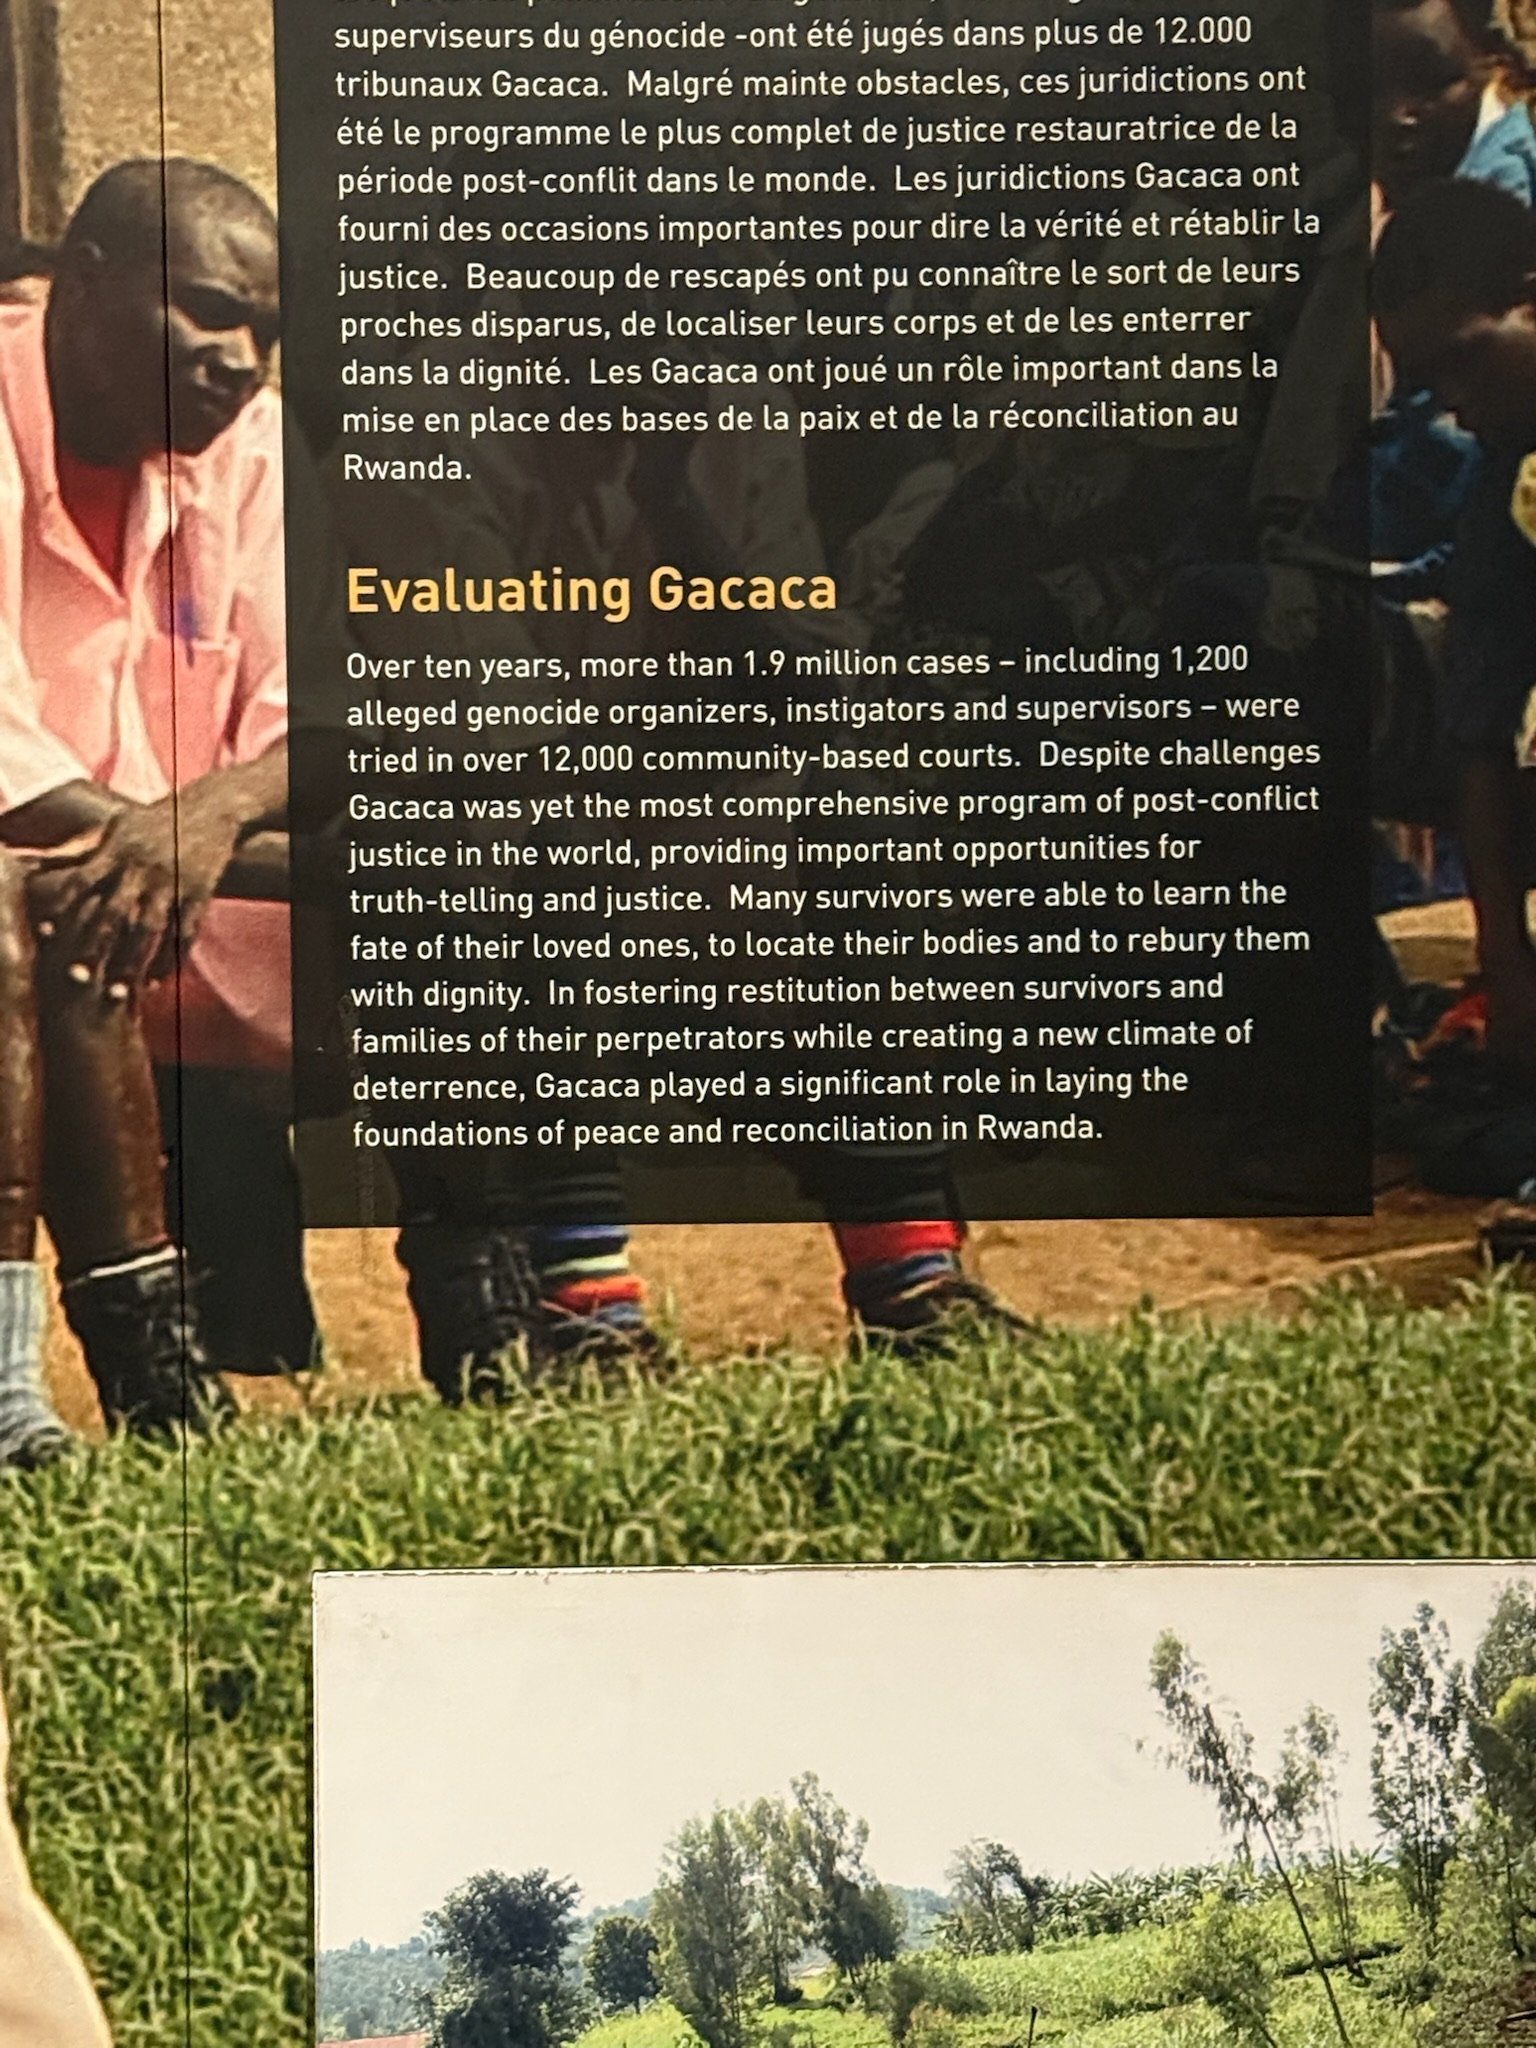 superviseurs du génocide -ont été jugés dans plus de 12.000
tribunaux Gacaca.  Malgré mainte obstacles, ces juridictions ont
été le programme le plus complet de justice restauratrice de la
période post-conflit dans le monde.  Les juridictions Gacaca ont
fourni des occasions importantes pour dire la vérité et rétablir la
justice.  Beaucoup de rescapés ont pu connaître le sort de leurs
proches disparus, de localiser leurs corps et de les enterrer
dans la dignité.  Les Gacaca ont joué un rôle important dans la
mise en place des bases de la paix et de la réconciliation au
Rwanda.
Evaluating Gacaca
Over ten years, more than 1.9 million cases – including 1,200
alleged genocide organizers, instigators and supervisors – were
tried in over 12,000 community-based courts.  Despite challenges
Gacaca was yet the most comprehensive program of post-conflict
justice in the world, providing important opportunities for
truth-telling and justice.  Many survivors were able to learn the
fate of their loved ones, to locate their bodies and to rebury them
with dignity.  In fostering restitution between survivors and
families of their perpetrators while creating a new climate of
deterrence, Gacaca played a significant role in laying the
foundations of peace and reconciliation in Rwanda.